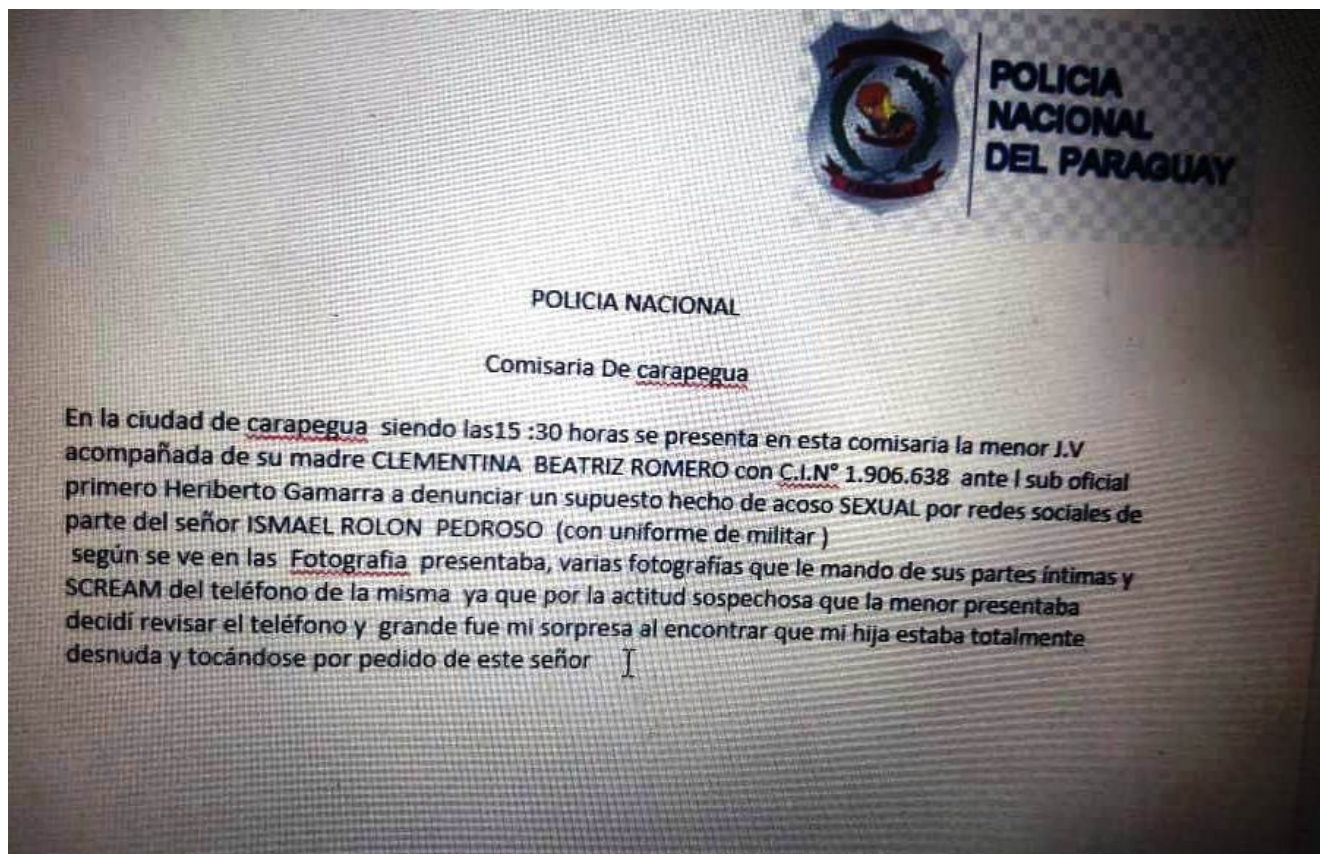 POLICIA
NACIONAL
DEL PARAGUAY
POLICIA NACIONAL
Comisaria De carapegua
En la ciudad de carapegua siendo las15 :30 horas se presenta en esta comisaria la menor J.V
acompañada de su madre CLEMENTINA BEATRIZ ROMERO con C.I.N° 1.906.638 ante l sub oficial
primero Heriberto Gamarra a denunciar un supuesto hecho de acoso SEXUAL por redes sociales de
parte del señor ISMAEL ROLON PEDROSO (con uniforme de militar )
según se ve en las Fotografia presentaba, varias fotografías que le mando de sus partes íntimas y
SCREAM del teléfono de la misma ya que por la actitud sospechosa que la menor presentaba
decidí revisar el teléfono y grande fue mi sorpresa al encontrar que mi hija estaba totalmente
desnuda y tocándose por pedido de este señor